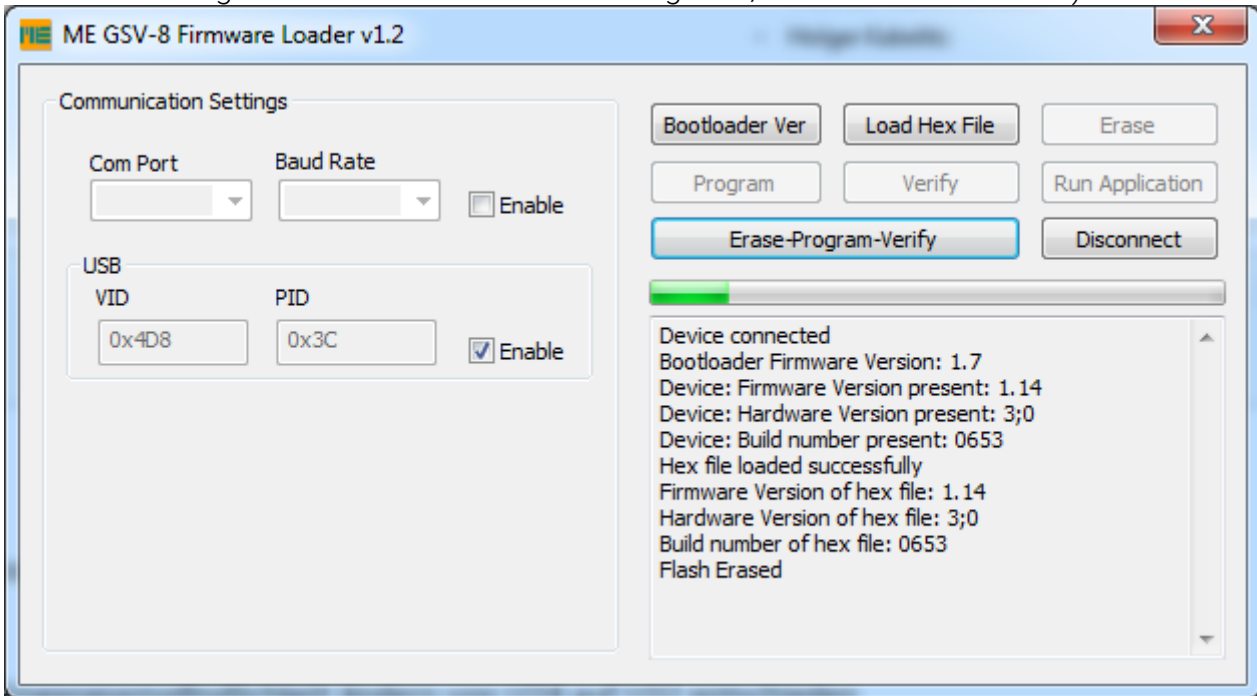 ME GSV-8 Firmware Loader v1.2
Communication Settings
Com Port
Baud Rate
Enable
USB
VID
PID
0x4D8
0x3C
Enable
Bootloader Ver
Load Hex File
Erase
Program
Verify
Run Application
Erase-Program-Verify
Disconnect
Device connected
Bootloader Firmware Version: 1.7
Device: Firmware Version present: 1.14
Device: Hardware Version present: 3;0
Device: Build number present: 0653
Hex file loaded successfully
Firmware Version of hex file: 1.14
Hardware Version of hex file: 3;0
Build number of hex file: 0653
Flash Erased